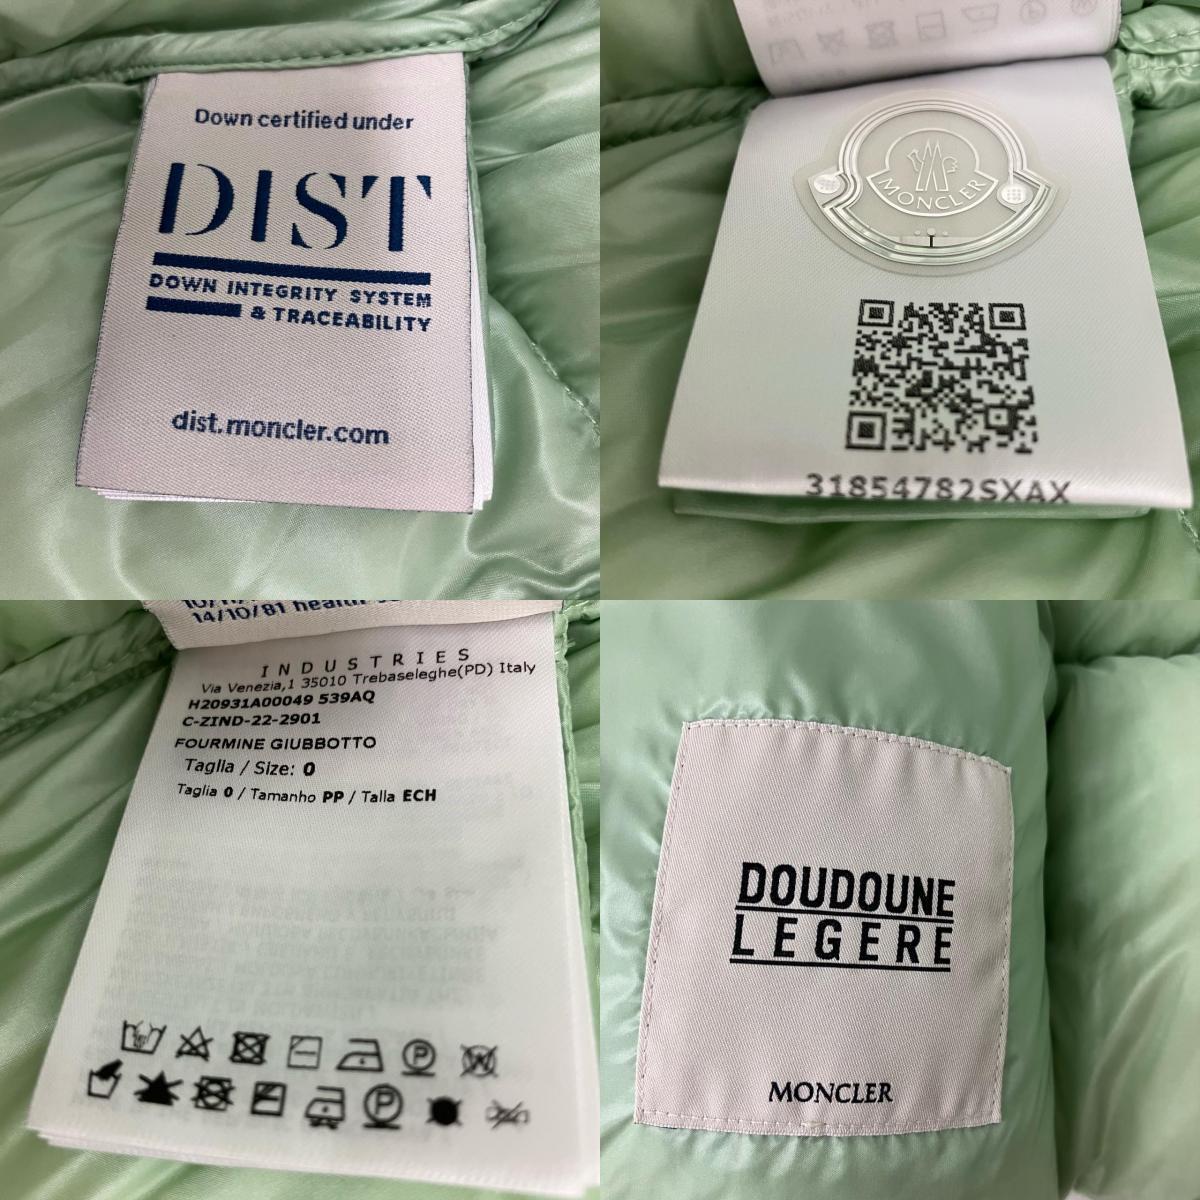 Down certified under
DIST
DOWN INTEGRITY SYSTEM
& TRACEABILITY
dist.moncler.com
MONCLER
31854782SXAX
14/10/81
INDUSTRIES
Via Venezia,1 35010 Trebaseleghe(PD) Italy
H20931A00049 539AQ
C-ZIND-22-2901
FOURMINE GIUBBOTTO
Taglia / Size: 0
Taglia 0 / Tamanho PP / Talla ECH
DOUDOUNE
LEGERE
MONCLER